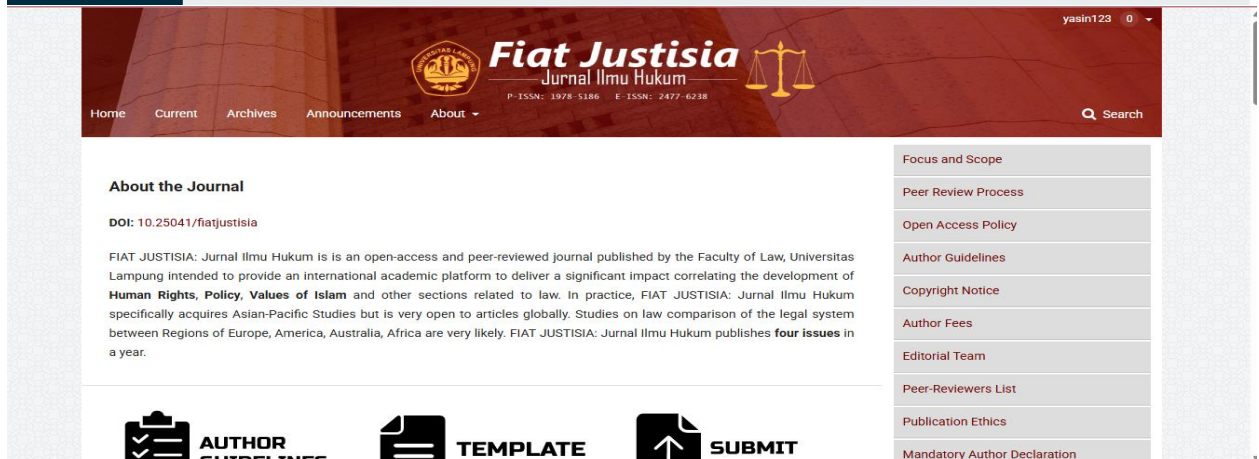 yasin123 0
UNIVERSITAS LAMPUNG
Fiat Justisia
Jurnal Ilmu Hukum
P-ISSN: 1978-5186 E-ISSN: 2477-6238
Home Current Archives Announcements About
Search
About the Journal
DOI: 10.25041/fiatjustisia
FIAT JUSTISIA: Jurnal Ilmu Hukum is is an open-access and peer-reviewed journal published by the Faculty of Law, Universitas
Lampung intended to provide an international academic platform to deliver a significant impact correlating the development of
Human Rights, Policy, Values of Islam and other sections related to law. In practice, FIAT JUSTISIA: Jurnal Ilmu Hukum
specifically acquires Asian-Pacific Studies but is very open to articles globally. Studies on law comparison of the legal system
between Regions of Europe, America, Australia, Africa are very likely. FIAT JUSTISIA: Jurnal Ilmu Hukum publishes four issues in
a year.
AUTHOR
GUIDELINES
TEMPLATE
SUBMIT
Focus and Scope
Peer Review Process
Open Access Policy
Author Guidelines
Copyright Notice
Author Fees
Editorial Team
Peer-Reviewers List
Publication Ethics
Mandatory Author Declaration